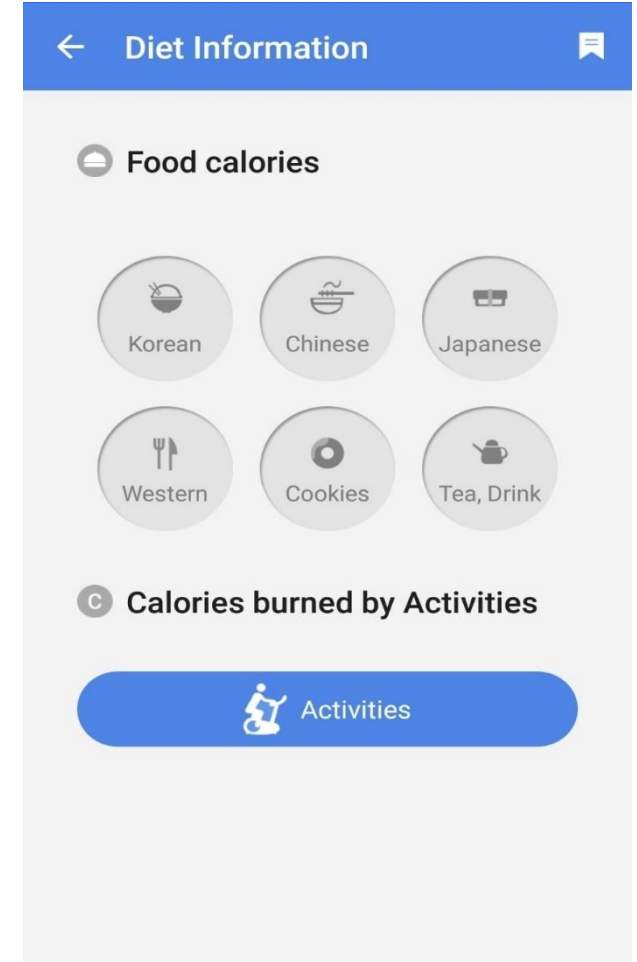 Diet Information
Food calories
Korean
Chinese
Japanese
Western
Cookies
Tea, Drink
C
Calories burned by Activities
Activities